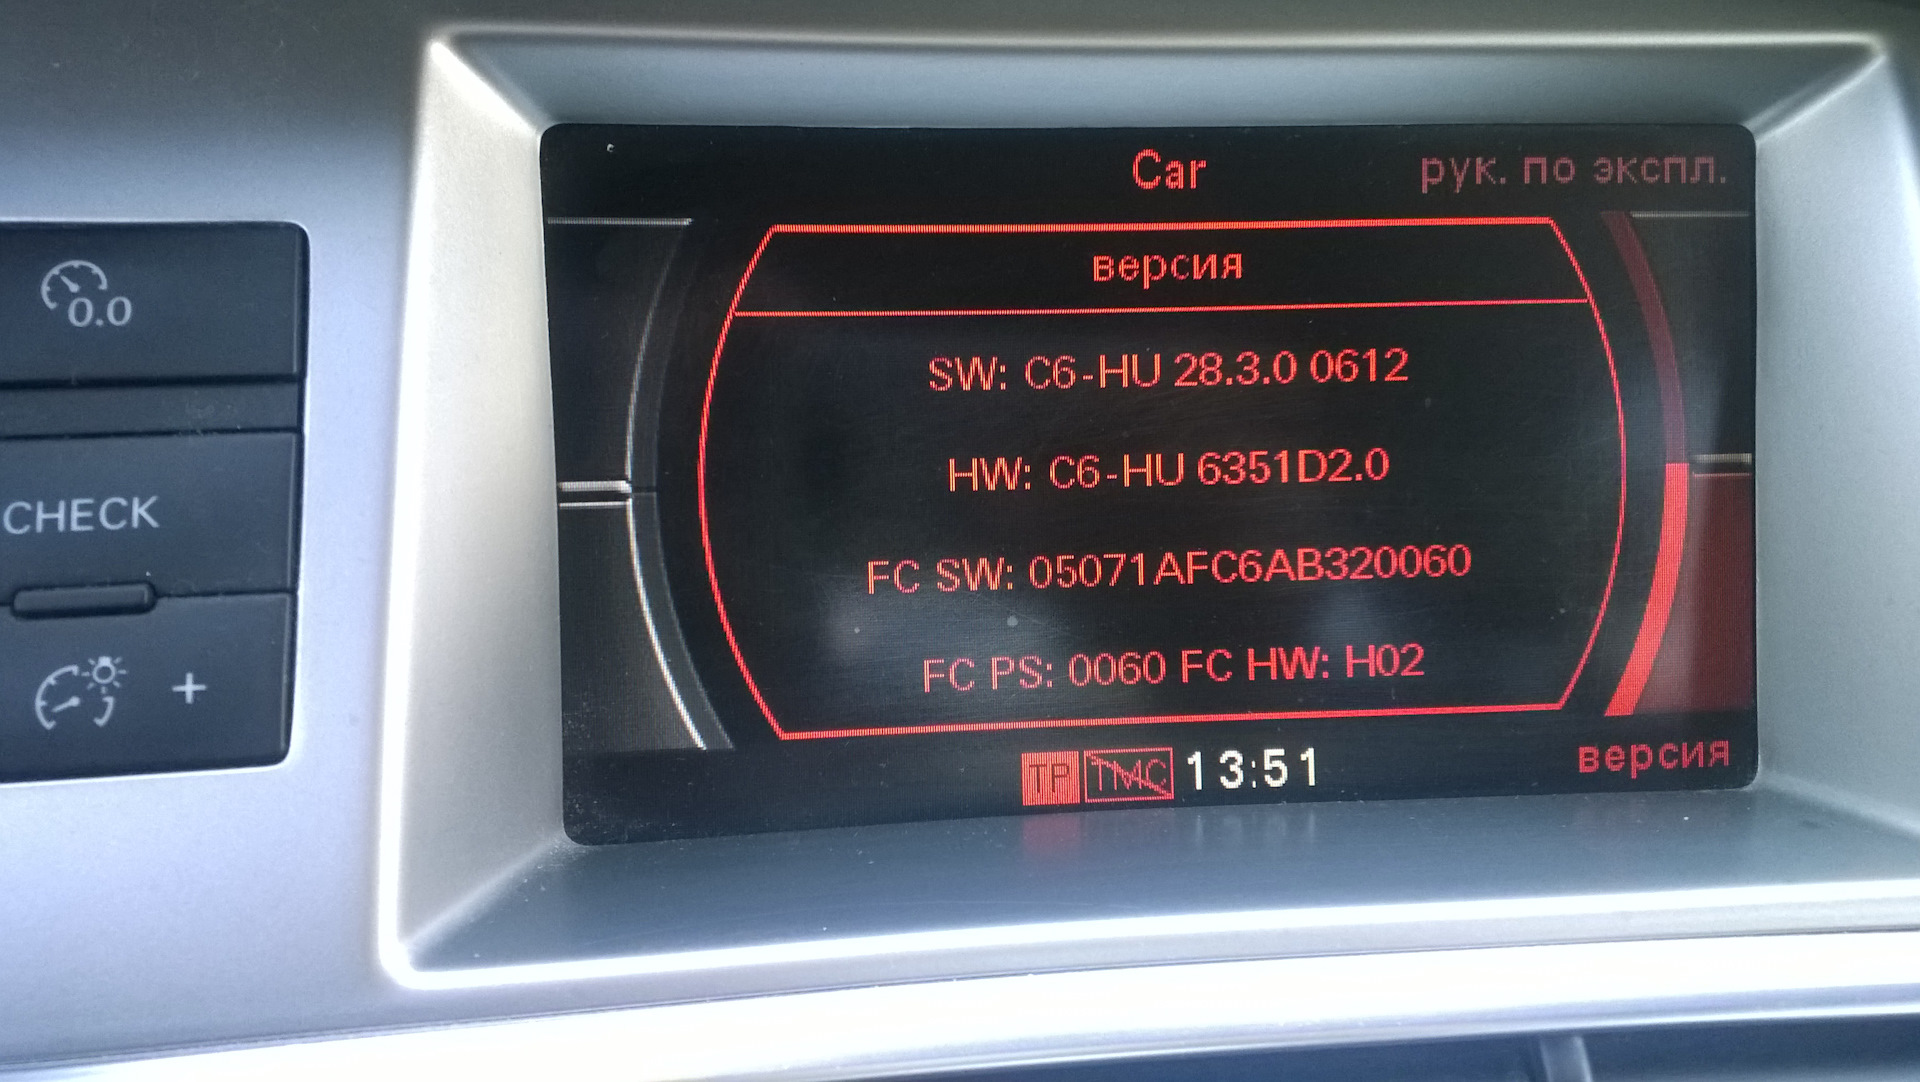 Car
рук. по экспл.
версия
SW: C6-HU 28.3.0 0612
HW: C6-HU 6351D2.0
FC SW: 05071AFC6AB320060
FC PS: 0060 FC HW: H02
TP TMC 13:51
версия
0.0
CHECK
+